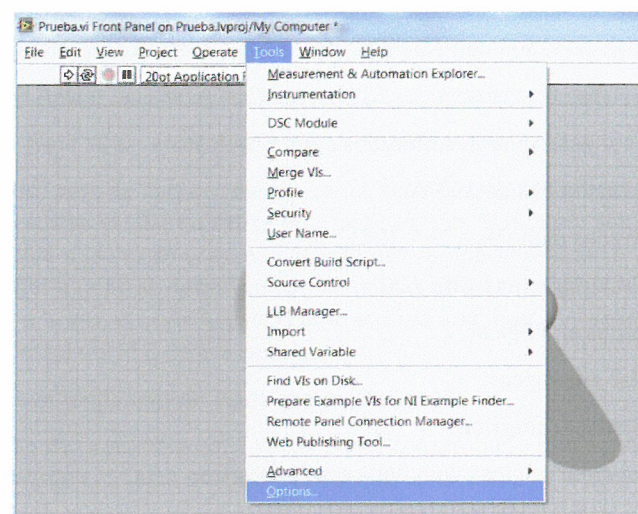 Prueba.vi Front Panel on Prueba.lvproj/My Computer *
File Edit View Project Operate Tools Window Help
20ot Application
Measurement & Automation Explorer...
Instrumentation
DSC Module
Compare
Merge VIs...
Profile
Security
User Name...
Convert Build Script...
Source Control
LLB Manager...
Import
Shared Variable
Find VIs on Disk...
Prepare Example VIs for NI Example Finder...
Remote Panel Connection Manager...
Web Publishing Tool...
Advanced
Options...